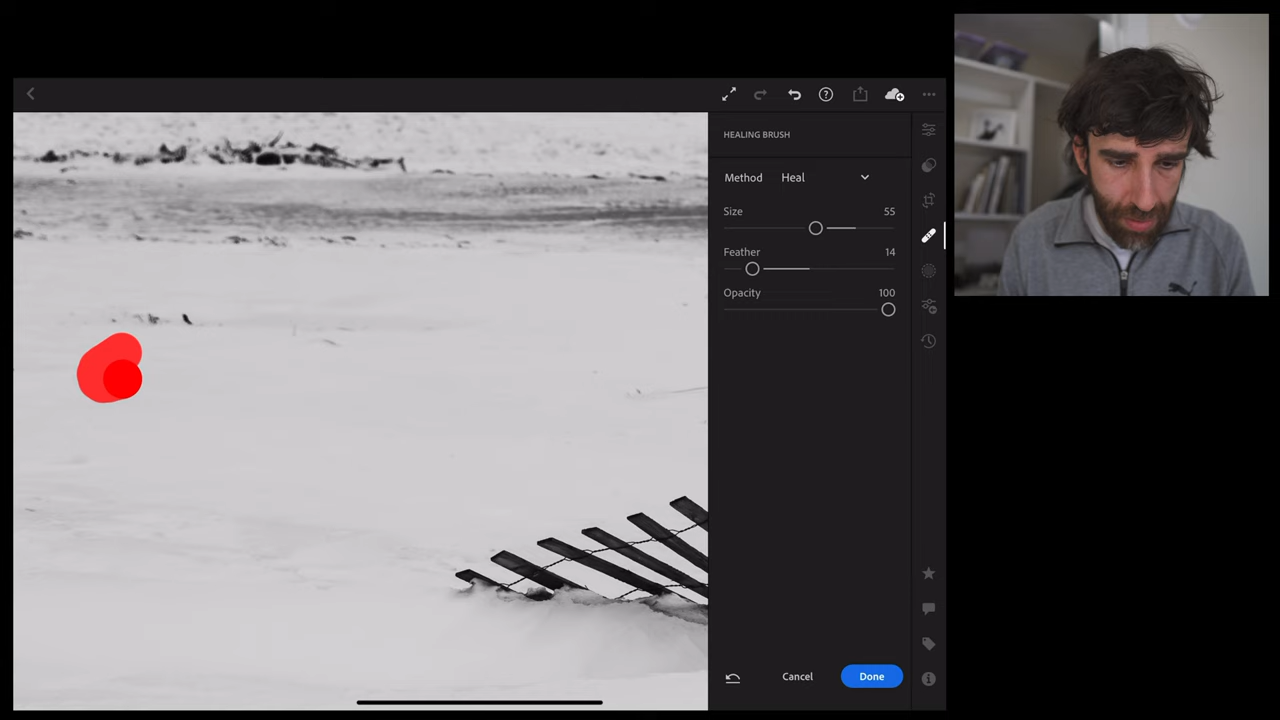 HEALING BRUSH
Method Heal
Size 55
Feather 14
Opacity 100
Cancel Done